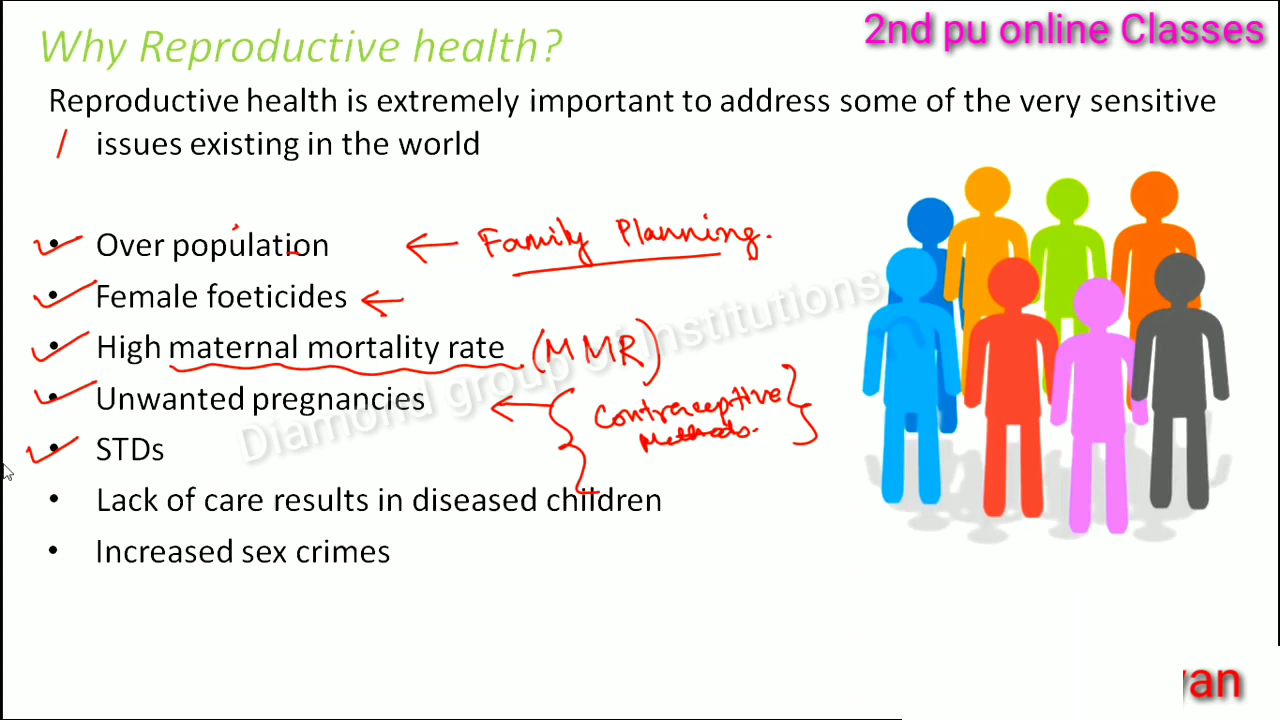 Why Reproductive health?
2nd pu online Classes
Reproductive health is extremely important to address some of the very sensitive
issues existing in the world
• Over population ← Family Planning.
• Female foeticides ←
• High maternal mortality rate (MMR)
• Unwanted pregnancies ← { Contraceptive }
Methods.
• STDs
• Lack of care results in diseased children
• Increased sex crimes
Diamond group of Institutions